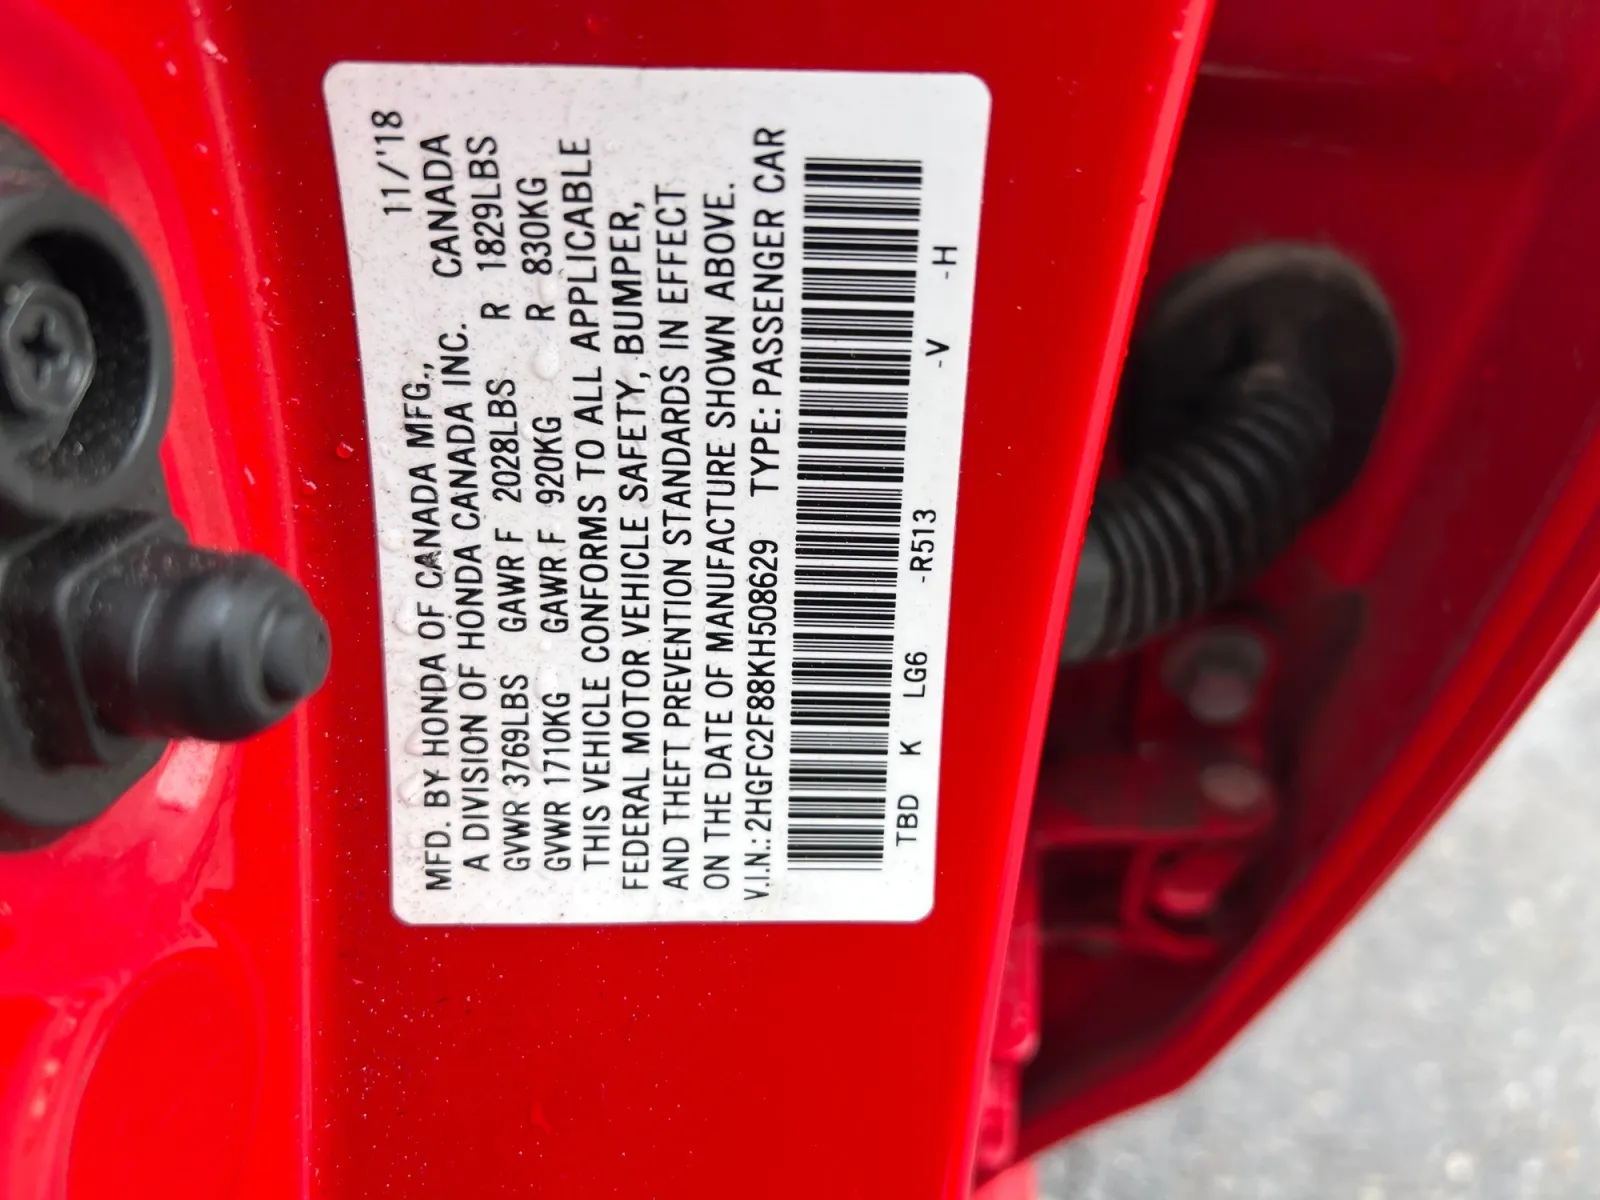 11/'18
MFD. BY HONDA OF CANADA MFG.,
A DIVISION OF HONDA CANADA INC. CANADA
GVWR 3769LBS GAWR F 2028LBS R 1829LBS
GVWR 1710KG GAWR F 920KG R 830KG
THIS VEHICLE CONFORMS TO ALL APPLICABLE
FEDERAL MOTOR VEHICLE SAFETY, BUMPER,
AND THEFT PREVENTION STANDARDS IN EFFECT
ON THE DATE OF MANUFACTURE SHOWN ABOVE.
V.I.N.:2HGFC2F88KH508629 TYPE: PASSENGER CAR
TBD K LG6 -R513 -V -H